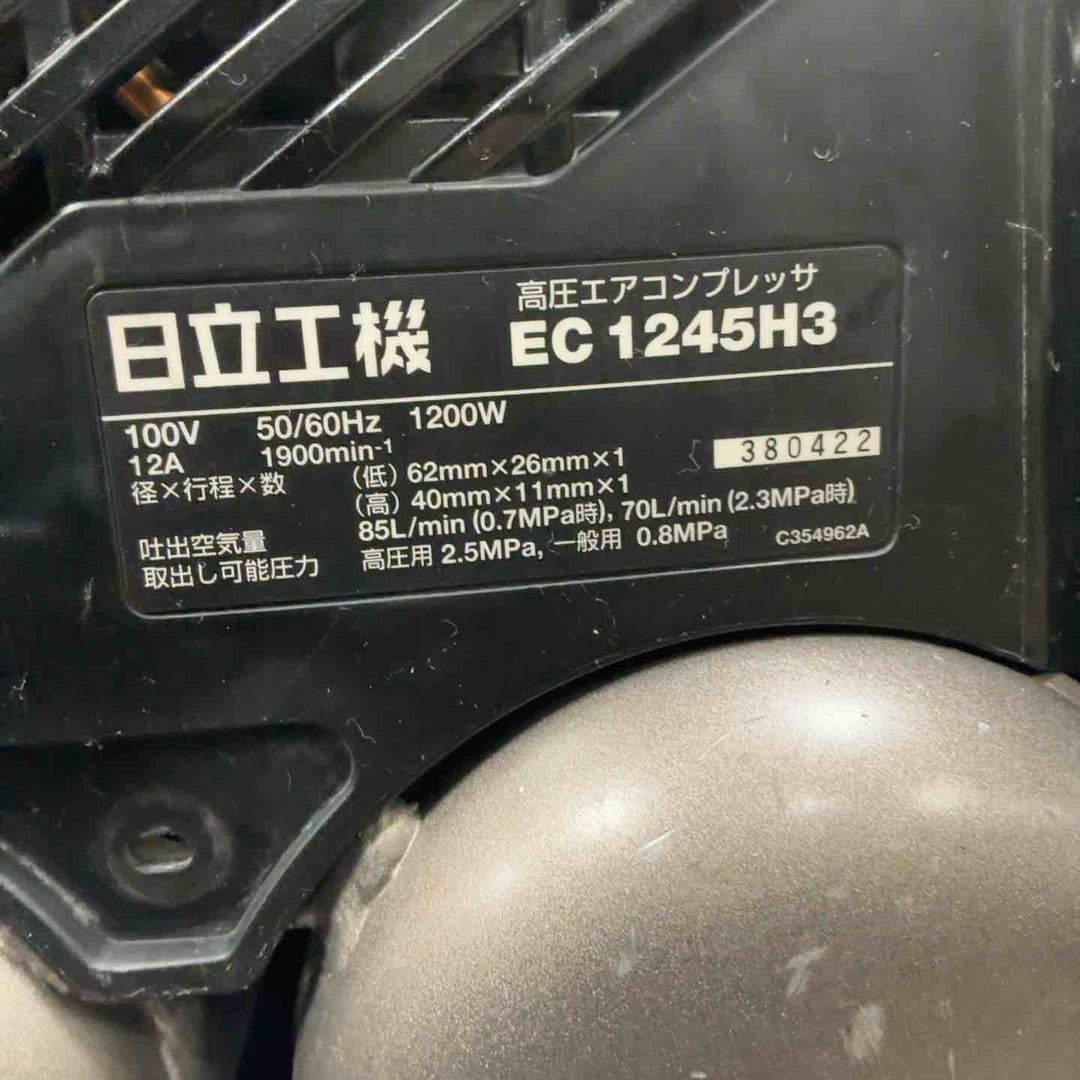 日立工機 高圧エアコンプレッサ
EC 1245H3
100V 50/60Hz 1200W
12A 1900min-1 380422
径×行程×数 (低) 62mm×26mm×1
(高) 40mm×11mm×1
吐出空気量 85L/min (0.7MPa時), 70L/min (2.3MPa時)
取出し可能圧力 高圧用 2.5MPa, 一般用 0.8MPa C354962A